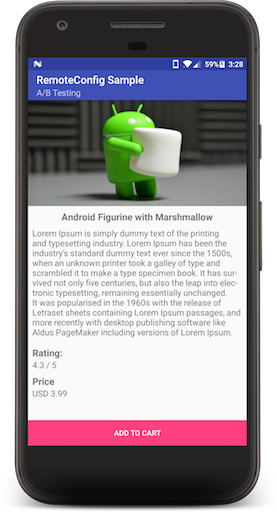 59% 3:28
RemoteConfig Sample
A/B Testing
Android Figurine with Marshmallow
Lorem Ipsum is simply dummy text of the printing
and typesetting industry. Lorem Ipsum has been the
industry's standard dummy text ever since the 1500s,
when an unknown printer took a galley of type and
scrambled it to make a type specimen book. It has sur-
vived not only five centuries, but also the leap into elec-
tronic typesetting, remaining essentially unchanged.
It was popularised in the 1960s with the release of
Letraset sheets containing Lorem Ipsum passages, and
more recently with desktop publishing software like
Aldus PageMaker including versions of Lorem Ipsum.
Rating:
4.3 / 5
Price
USD 3.99
ADD TO CART